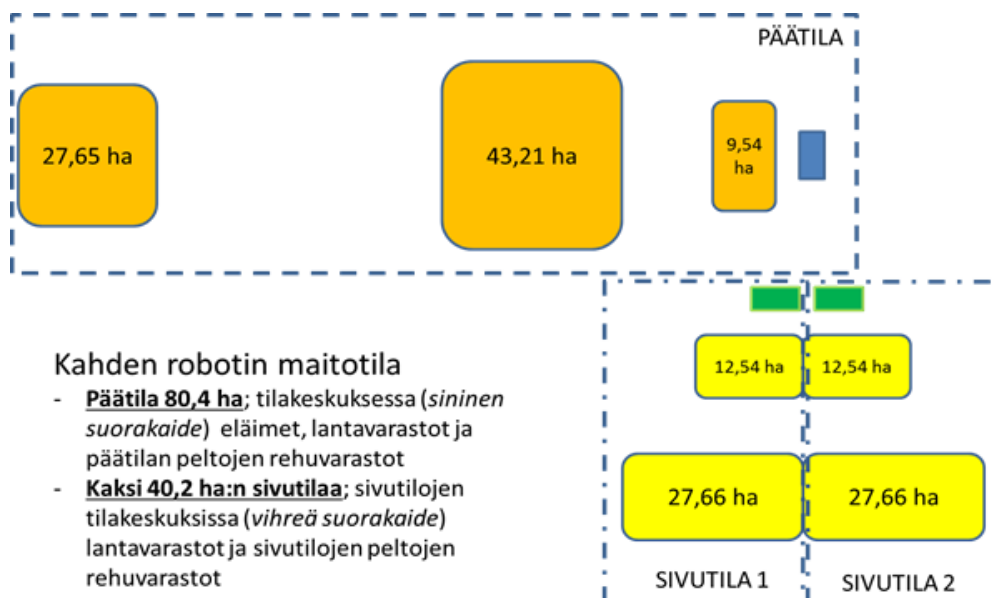 PÄÄTILA
27,65 ha
43,21 ha
9,54
ha
Kahden robotin maitotila
- Päätila 80,4 ha; tilakeskuksessa (sininen
suorakaide) eläimet, lantavarastot ja
päätilan peltojen rehuvarastot
- Kaksi 40,2 ha:n sivutilaa; sivutilojen
tilakeskuksissa (vihreä suorakaide)
lantavarastot ja sivutilojen peltojen
rehuvarastot
12,54 ha
12,54 ha
27,66 ha
27,66 ha
SIVUTILA 1
SIVUTILA 2